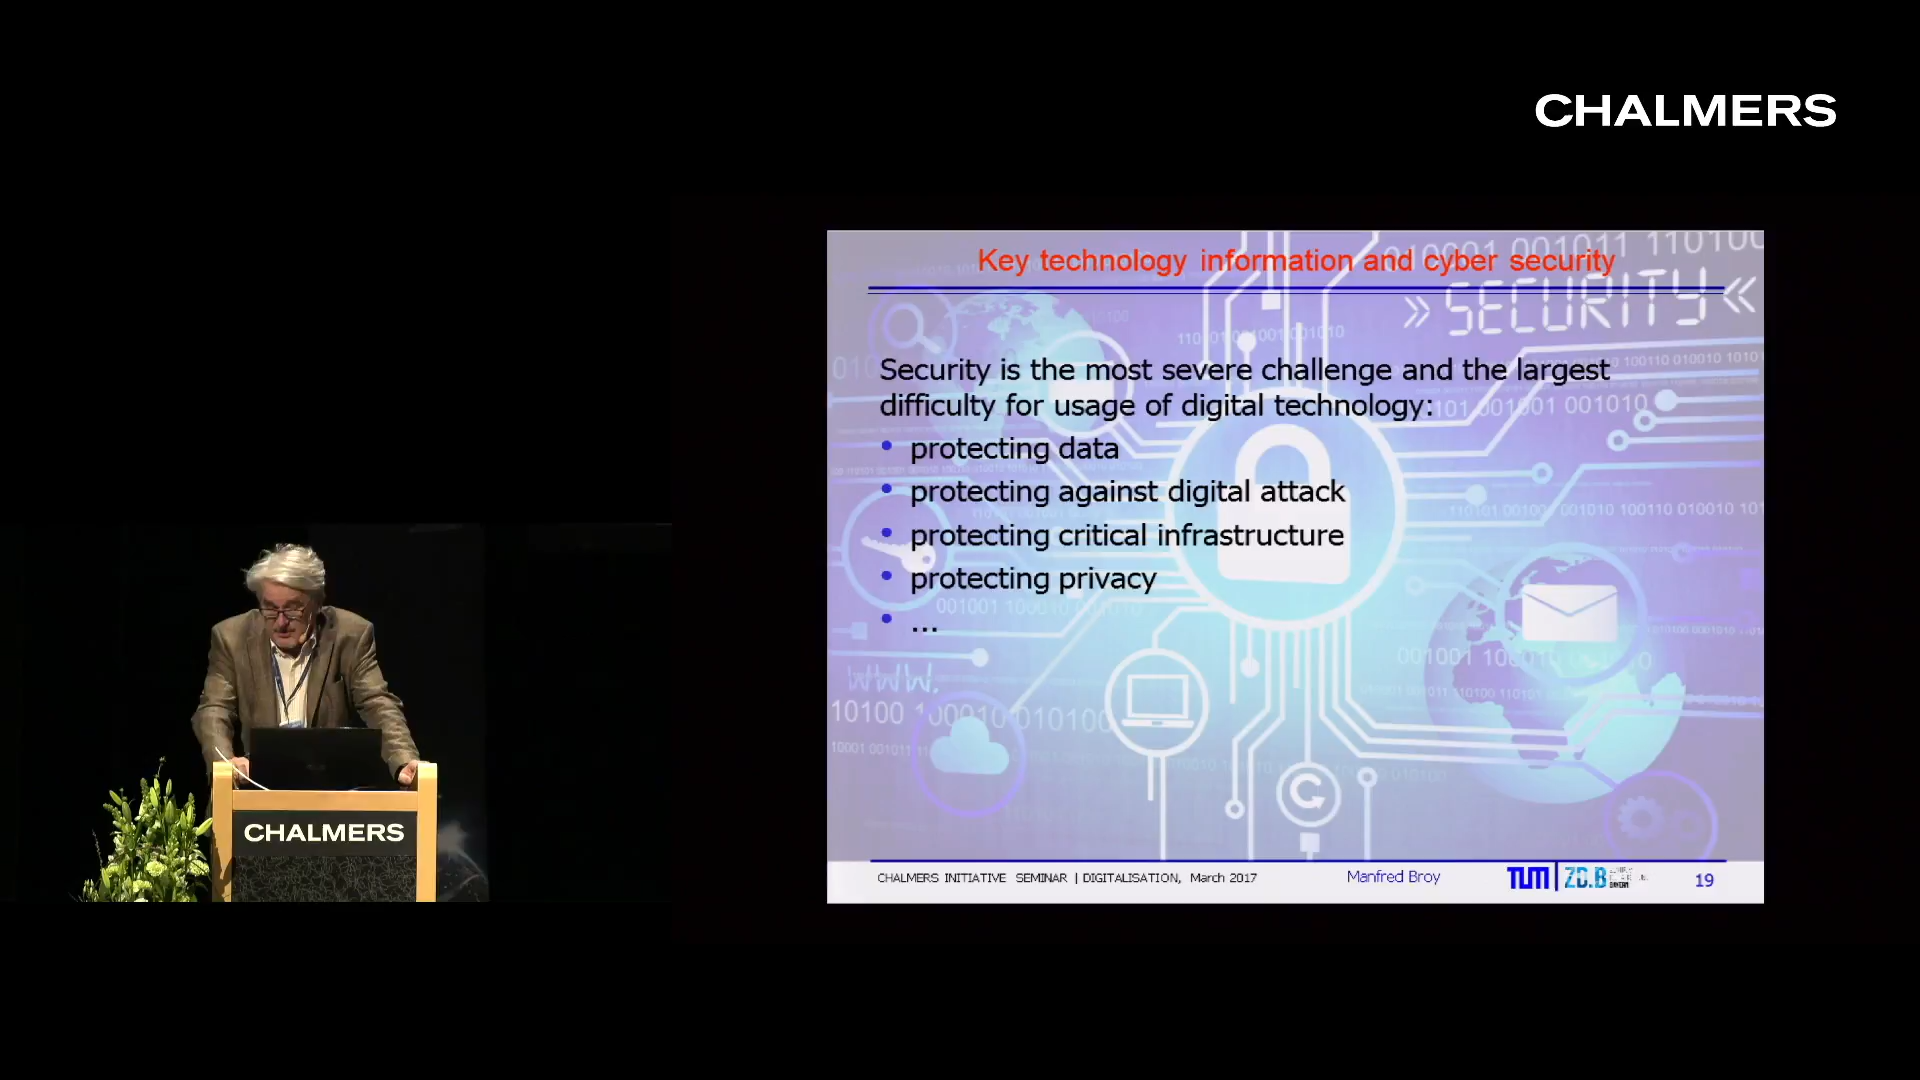 CHALMERS
Key technology information and cyber security
» SECURITY «
Security is the most severe challenge and the largest
difficulty for usage of digital technology:
• protecting data
• protecting against digital attack
• protecting critical infrastructure
• protecting privacy
• ...
www.
CHALMERS INITIATIVE SEMINAR | DIGITALISATION, March 2017
Manfred Broy
TUM
ZD.B
19
CHALMERS